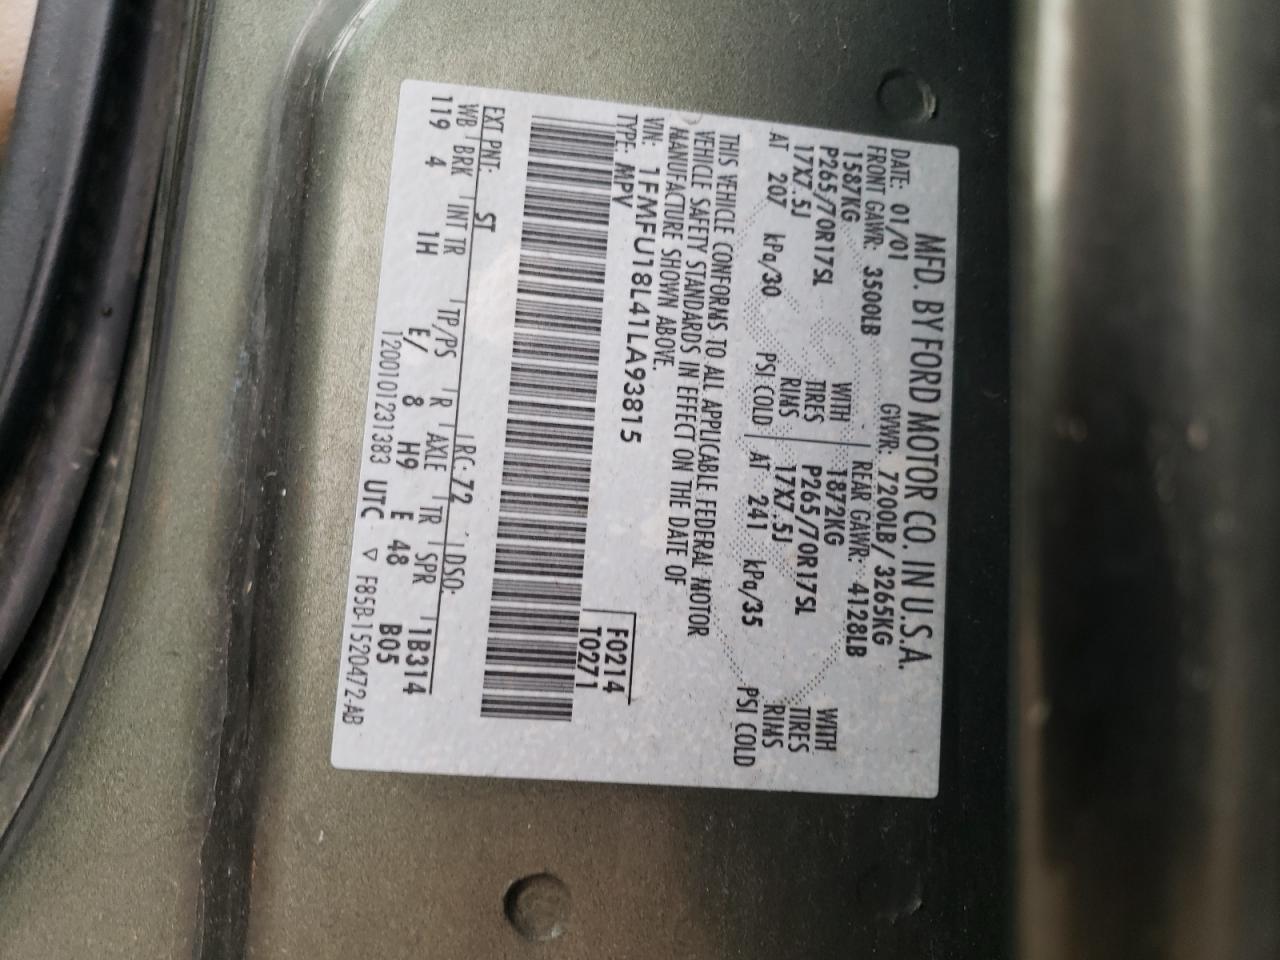 MFD. BY FORD MOTOR CO. IN U.S.A.
DATE: 01/01 GVWR: 7200LB/ 3265KG
FRONT GAWR: 3500LB REAR GAWR: 4128LB
1587KG WITH 1872KG WITH
P265/70R17SL TIRES P265/70R17SL TIRES
17X7.5J RIMS 17X7.5J RIMS
AT 207 kPa/30 PSI COLD AT 241 kPa/35 PSI COLD
THIS VEHICLE CONFORMS TO ALL APPLICABLE FEDERAL MOTOR
VEHICLE SAFETY STANDARDS IN EFFECT ON THE DATE OF
MANUFACTURE SHOWN ABOVE.
VIN: 1FMFU18L41LA93815 F0214
TYPE: MPV T0271
EXT PNT: ST RC:72 DSO:
WB BRK INT TR TP/PS R AXLE TR SPR 1B314
119 4 1H E/ 8 H9 E 48 B05
1200101231383 UTC ▽ F85B-1520472-AB